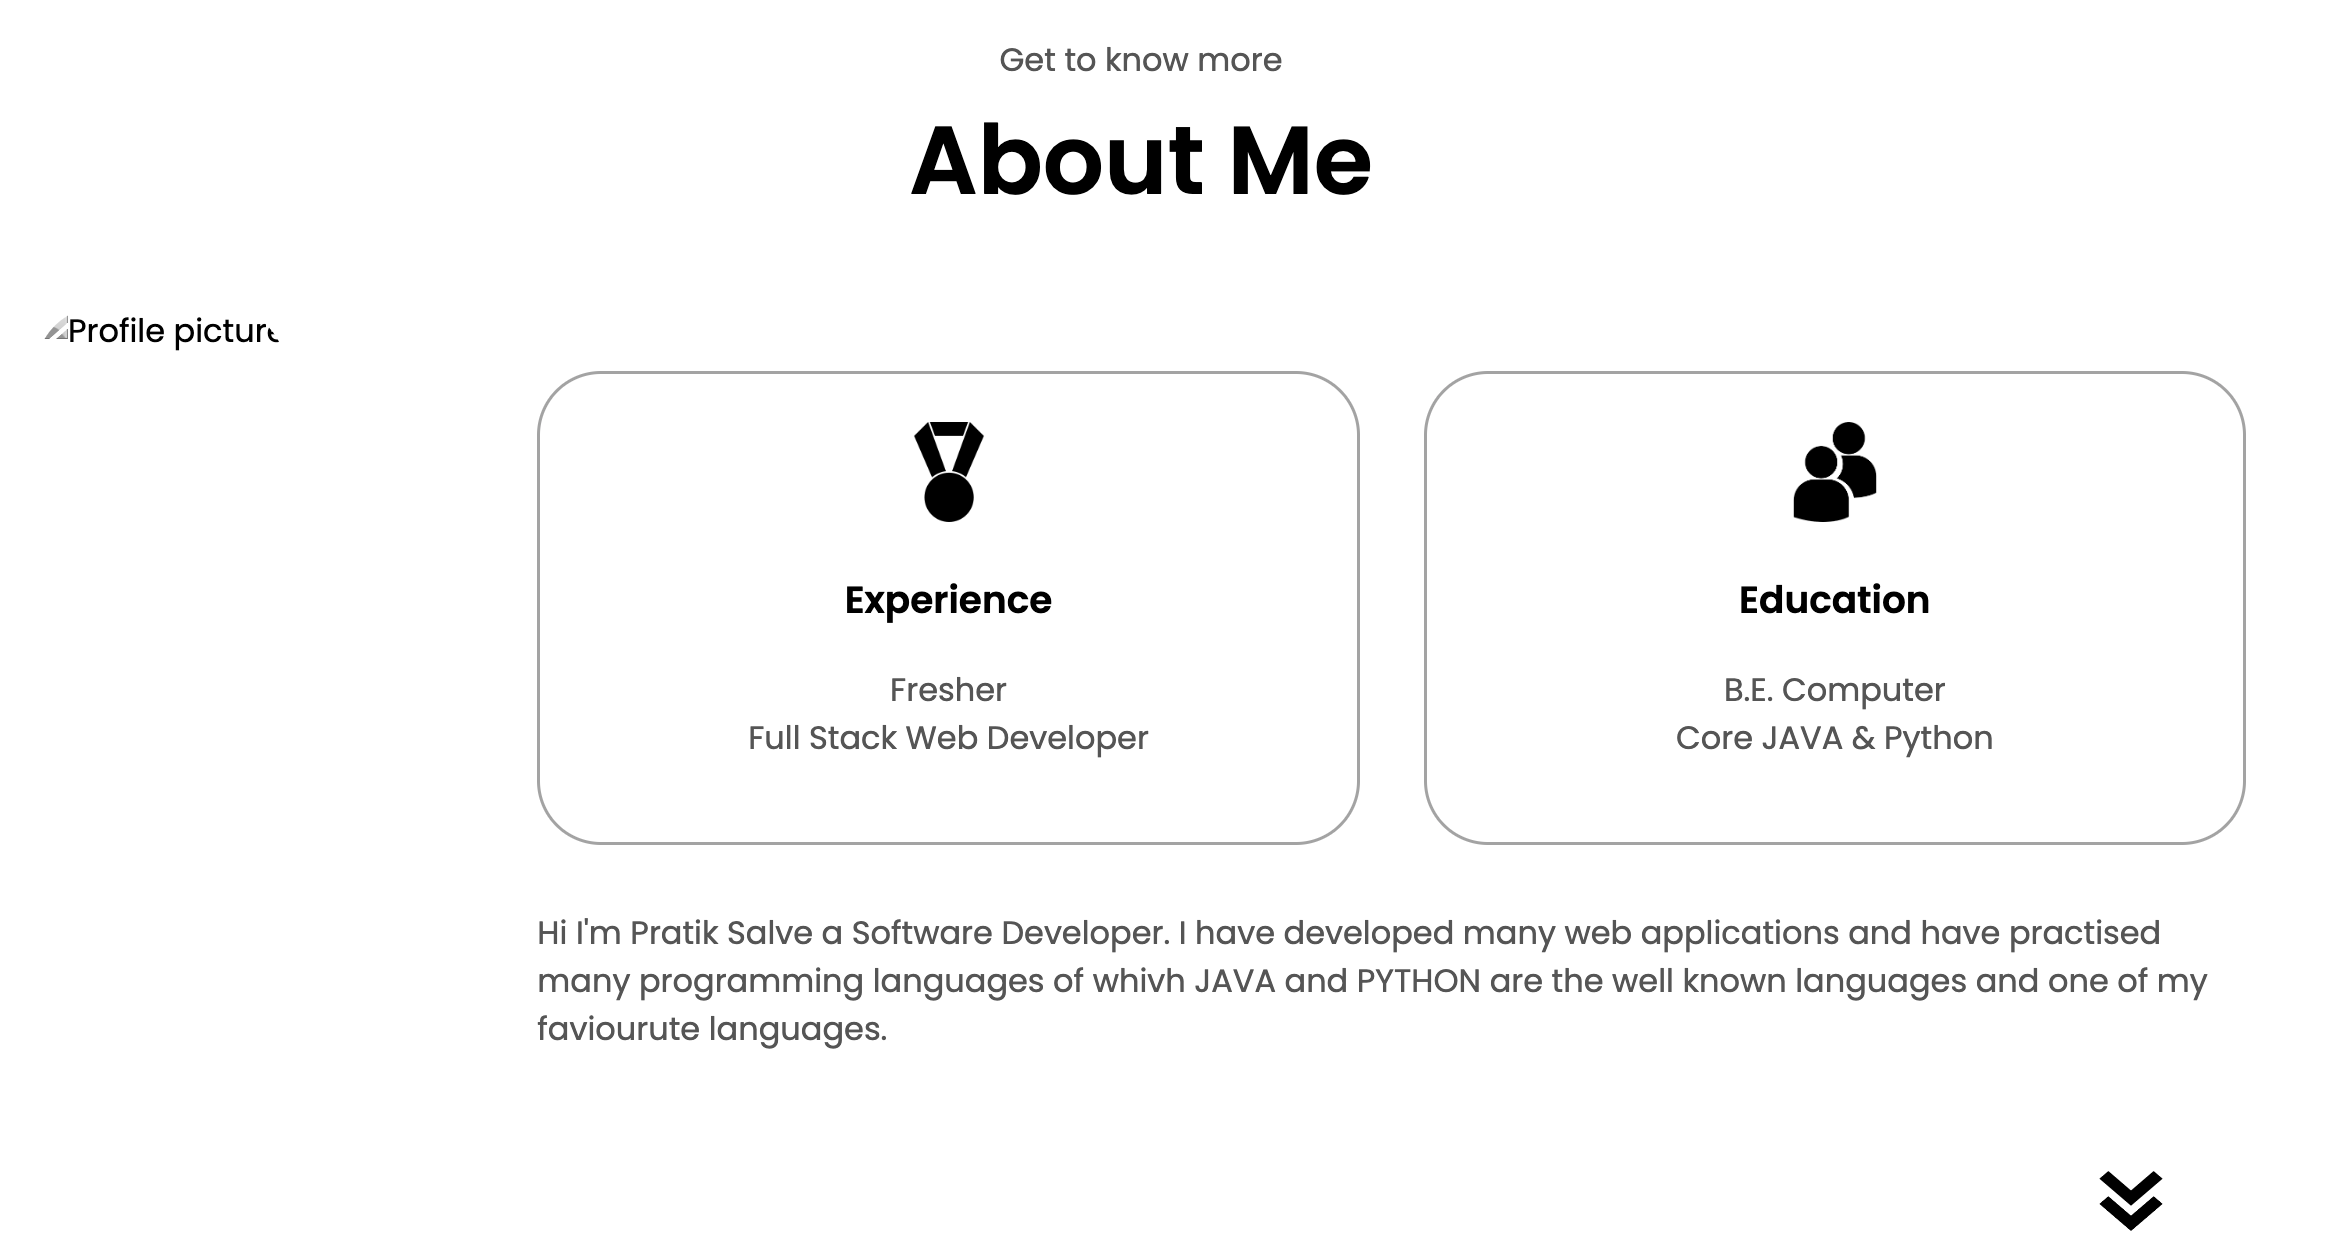 Get to know more
About Me
Profile picture
Experience
Fresher
Full Stack Web Developer
Education
B.E. Computer
Core JAVA & Python
Hi I'm Pratik Salve a Software Developer. I have developed many web applications and have practised
many programming languages of whivh JAVA and PYTHON are the well known languages and one of my
faviourute languages.